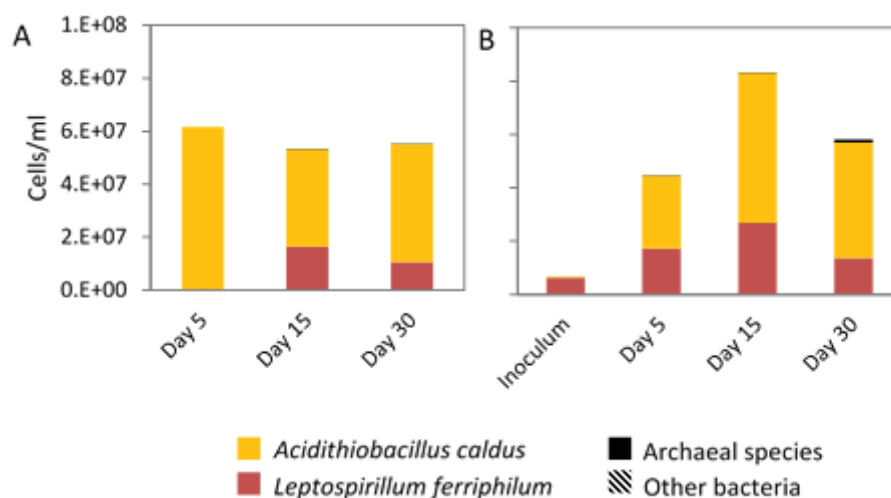 A
B
1.E+08
8.E+07
6.E+07
4.E+07
2.E+07
0.E+00
Cells/ml
Day 5
Day 15
Day 30
Inoculum
Day 5
Day 15
Day 30
Acidithiobacillus caldus
Archaeal species
Leptospirillum ferriphilum
Other bacteria